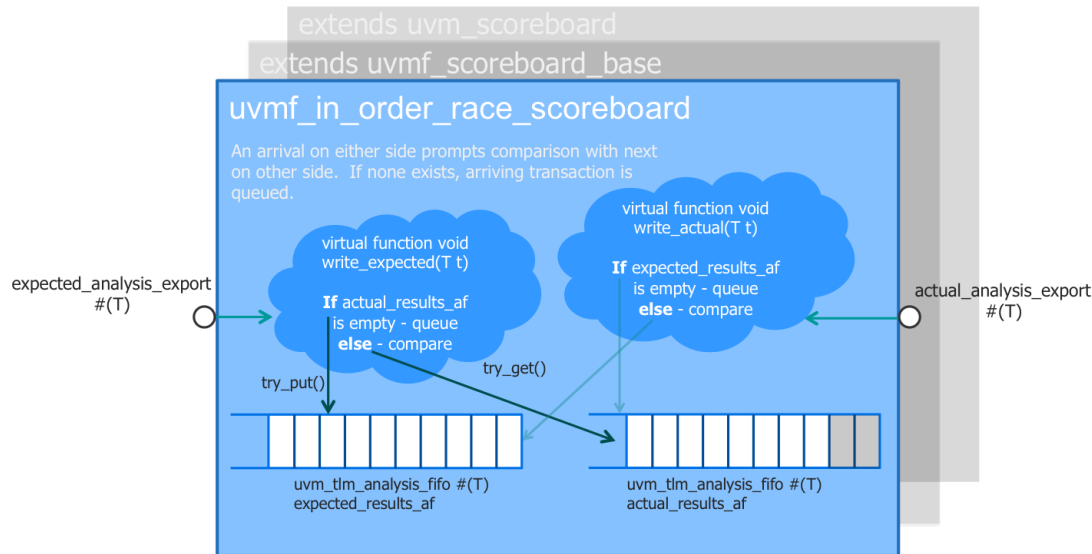 extends uvm_scoreboard
extends uvmf_scoreboard_base
uvmf_in_order_race_scoreboard
An arrival on either side prompts comparison with next
on other side.  If none exists, arriving transaction is
queued.
virtual function void
write_expected(T t)
If actual_results_af
is empty - queue
else - compare
virtual function void
write_actual(T t)
If expected_results_af
is empty - queue
else - compare
expected_analysis_export
#(T)
actual_analysis_export
#(T)
try_put()
try_get()
uvm_tlm_analysis_fifo #(T)
expected_results_af
uvm_tlm_analysis_fifo #(T)
actual_results_af